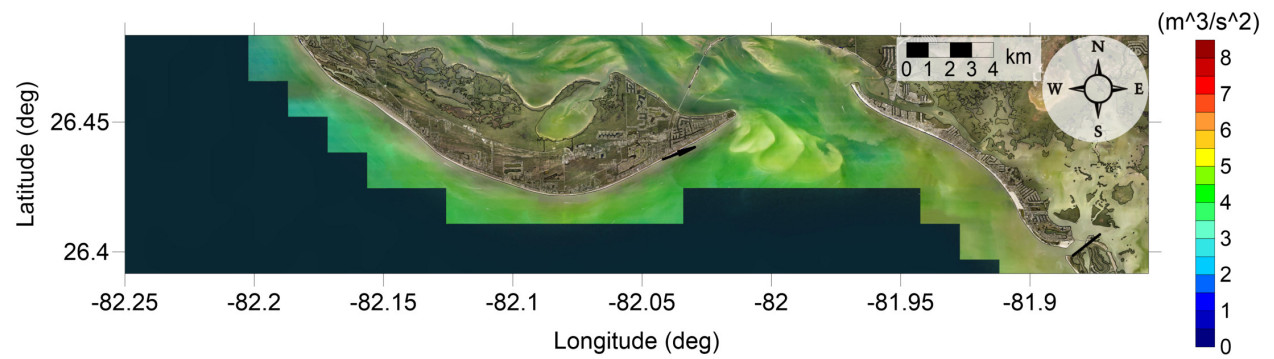 (m^3/s^2)
Latitude (deg)
26.45
26.4
0 1 2 3 4 km
N
W E
S
8
7
6
5
4
3
2
1
0
-82.25 -82.2 -82.15 -82.1 -82.05 -82 -81.95 -81.9
Longitude (deg)